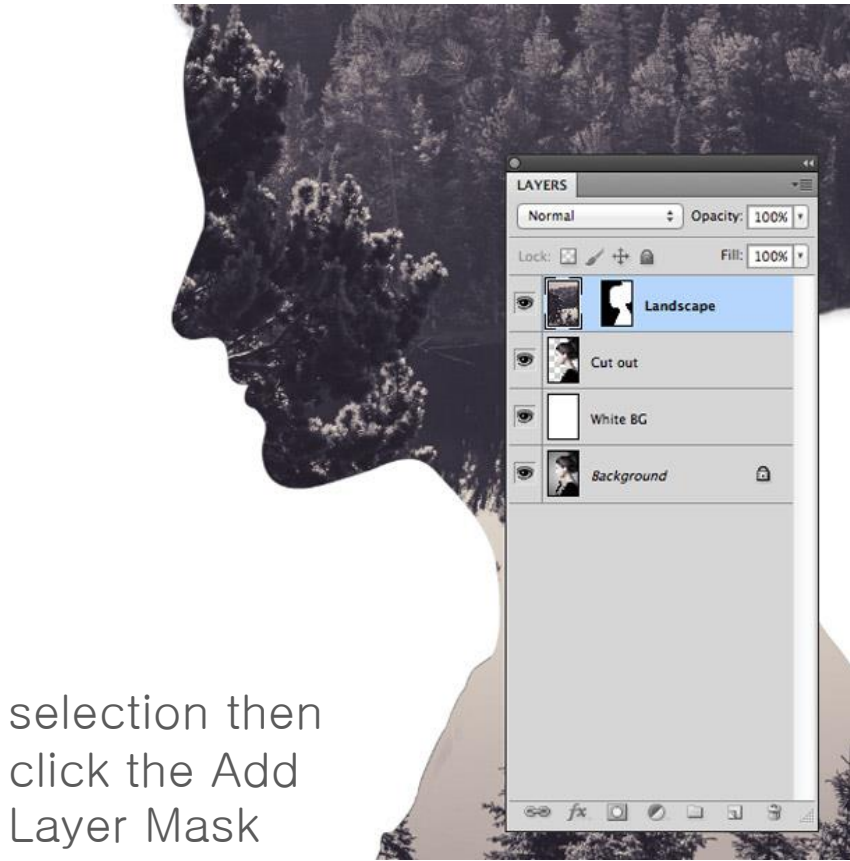 LAYERS
Normal Opacity: 100%
Lock: Fill: 100%
Landscape
Cut out
White BG
Background
fx
selection then
click the Add
Layer Mask